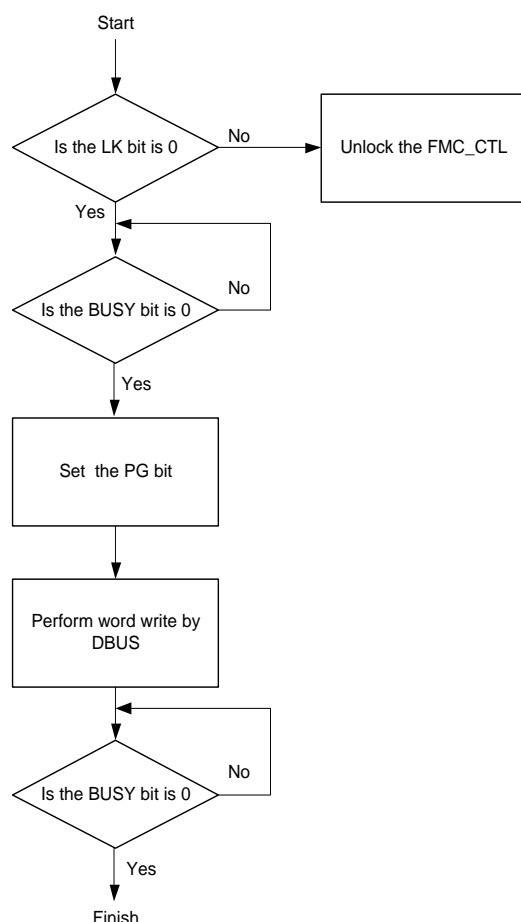 Start
Is the LK bit is 0
No
Unlock the FMC_CTL
Yes
Is the BUSY bit is 0
No
Yes
Set the PG bit
Perform word write by
DBUS
Is the BUSY bit is 0
No
Yes
Finish